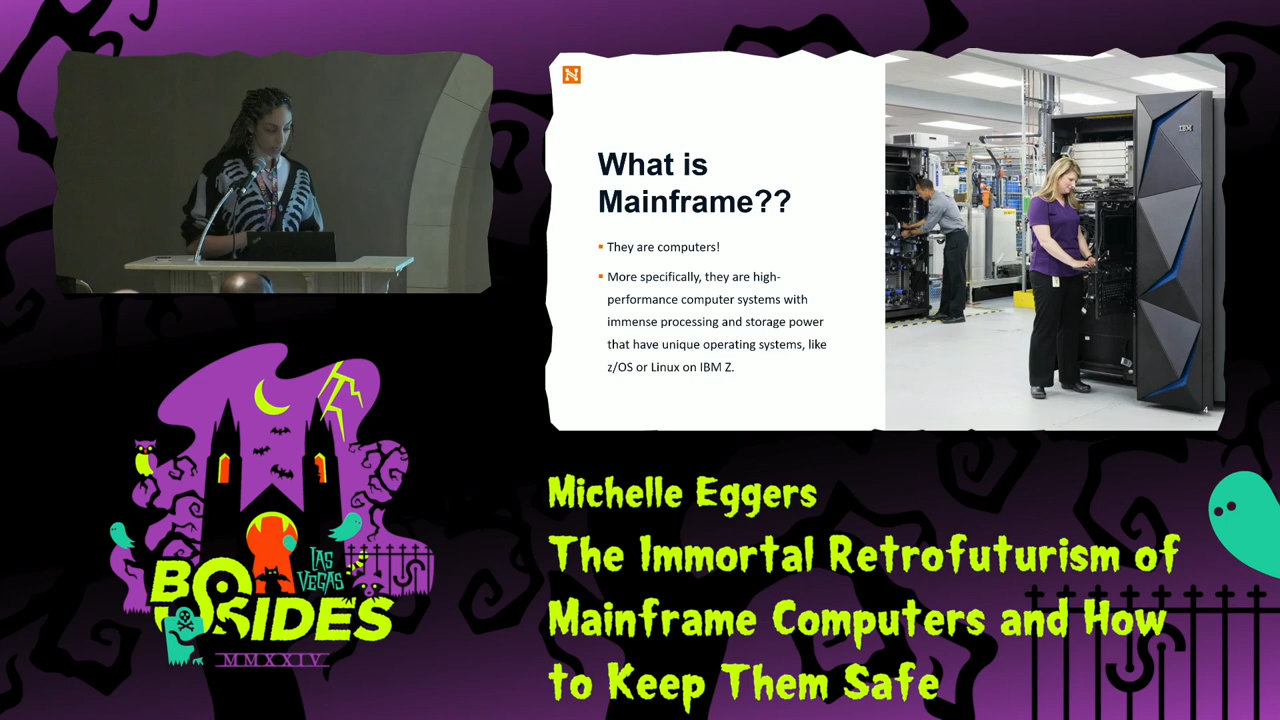 What is
Mainframe??
▪ They are computers!
▪ More specifically, they are high-
performance computer systems with
immense processing and storage power
that have unique operating systems, like
z/OS or Linux on IBM Z.
IBM
4
LAS
VEGAS
BSIDES
MMXXIV
Michelle Eggers
The Immortal Retrofuturism of
Mainframe Computers and How
to Keep Them Safe